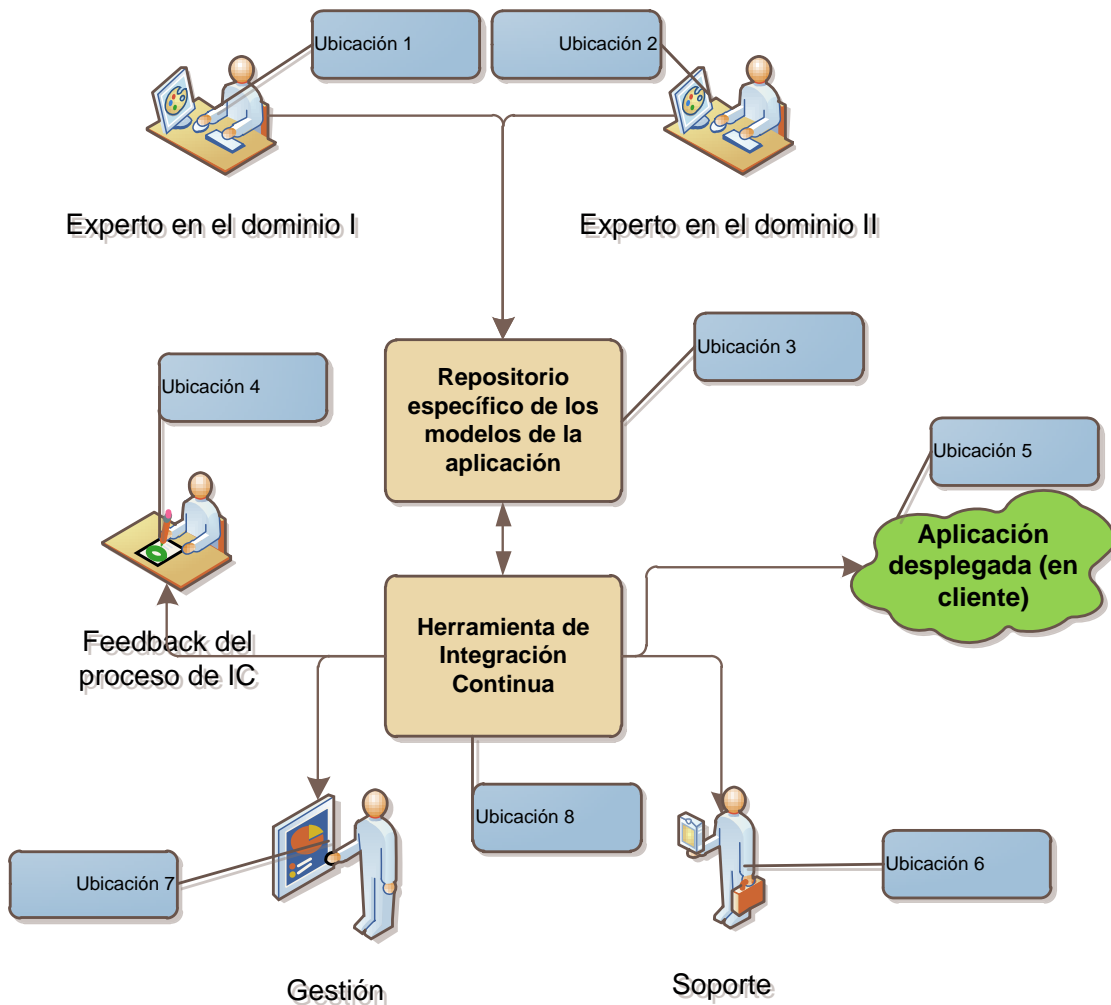 Ubicación 1
Ubicación 2
Experto en el dominio I
Experto en el dominio II
Ubicación 3
Repositorio
específico de los
modelos de la
aplicación
Ubicación 4
Ubicación 5
Aplicación
desplegada (en
cliente)
Herramienta de
Integración
Continua
Feedback del
proceso de IC
Ubicación 8
Ubicación 7
Ubicación 6
Gestión
Soporte